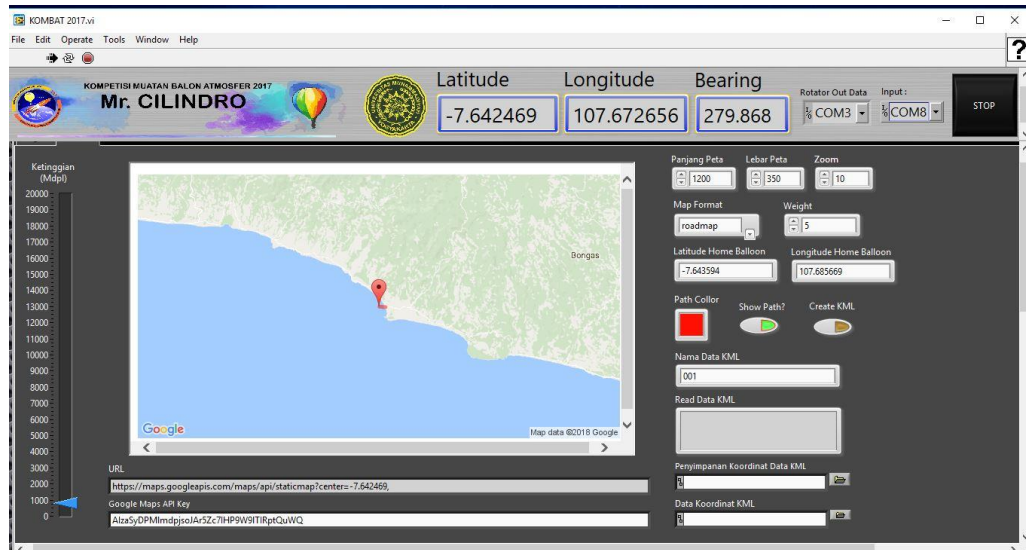 KOMBAT 2017.vi
File Edit Operate Tools Window Help
?
KOMPETISI MUATAN BALON ATMOSFER 2017
Mr. CILINDRO
Latitude Longitude Bearing
-7.642469 107.672656 279.868
Rotator Out Data Input :
COM3 COM8
STOP
Ketinggian
(Mdpl)
20000
19000
18000
17000
16000
15000
14000
13000
12000
11000
10000
9000
8000
7000
6000
5000
4000
3000
2000
1000
0
Bongas
Google
Map data ©2018 Google
URL
https://maps.googleapis.com/maps/api/staticmap?center=-7.642469,
Google Maps API Key
Panjang Peta Lebar Peta Zoom
1200 350 10
Map Format Weight
roadmap 5
Latitude Home Balloon Longitude Home Balloon
-7.643594 107.685669
Path Collor Show Path? Create KML
Nama Data KML
001
Read Data KML
Penyimpanan Koordinat Data KML
Data Koordinat KML